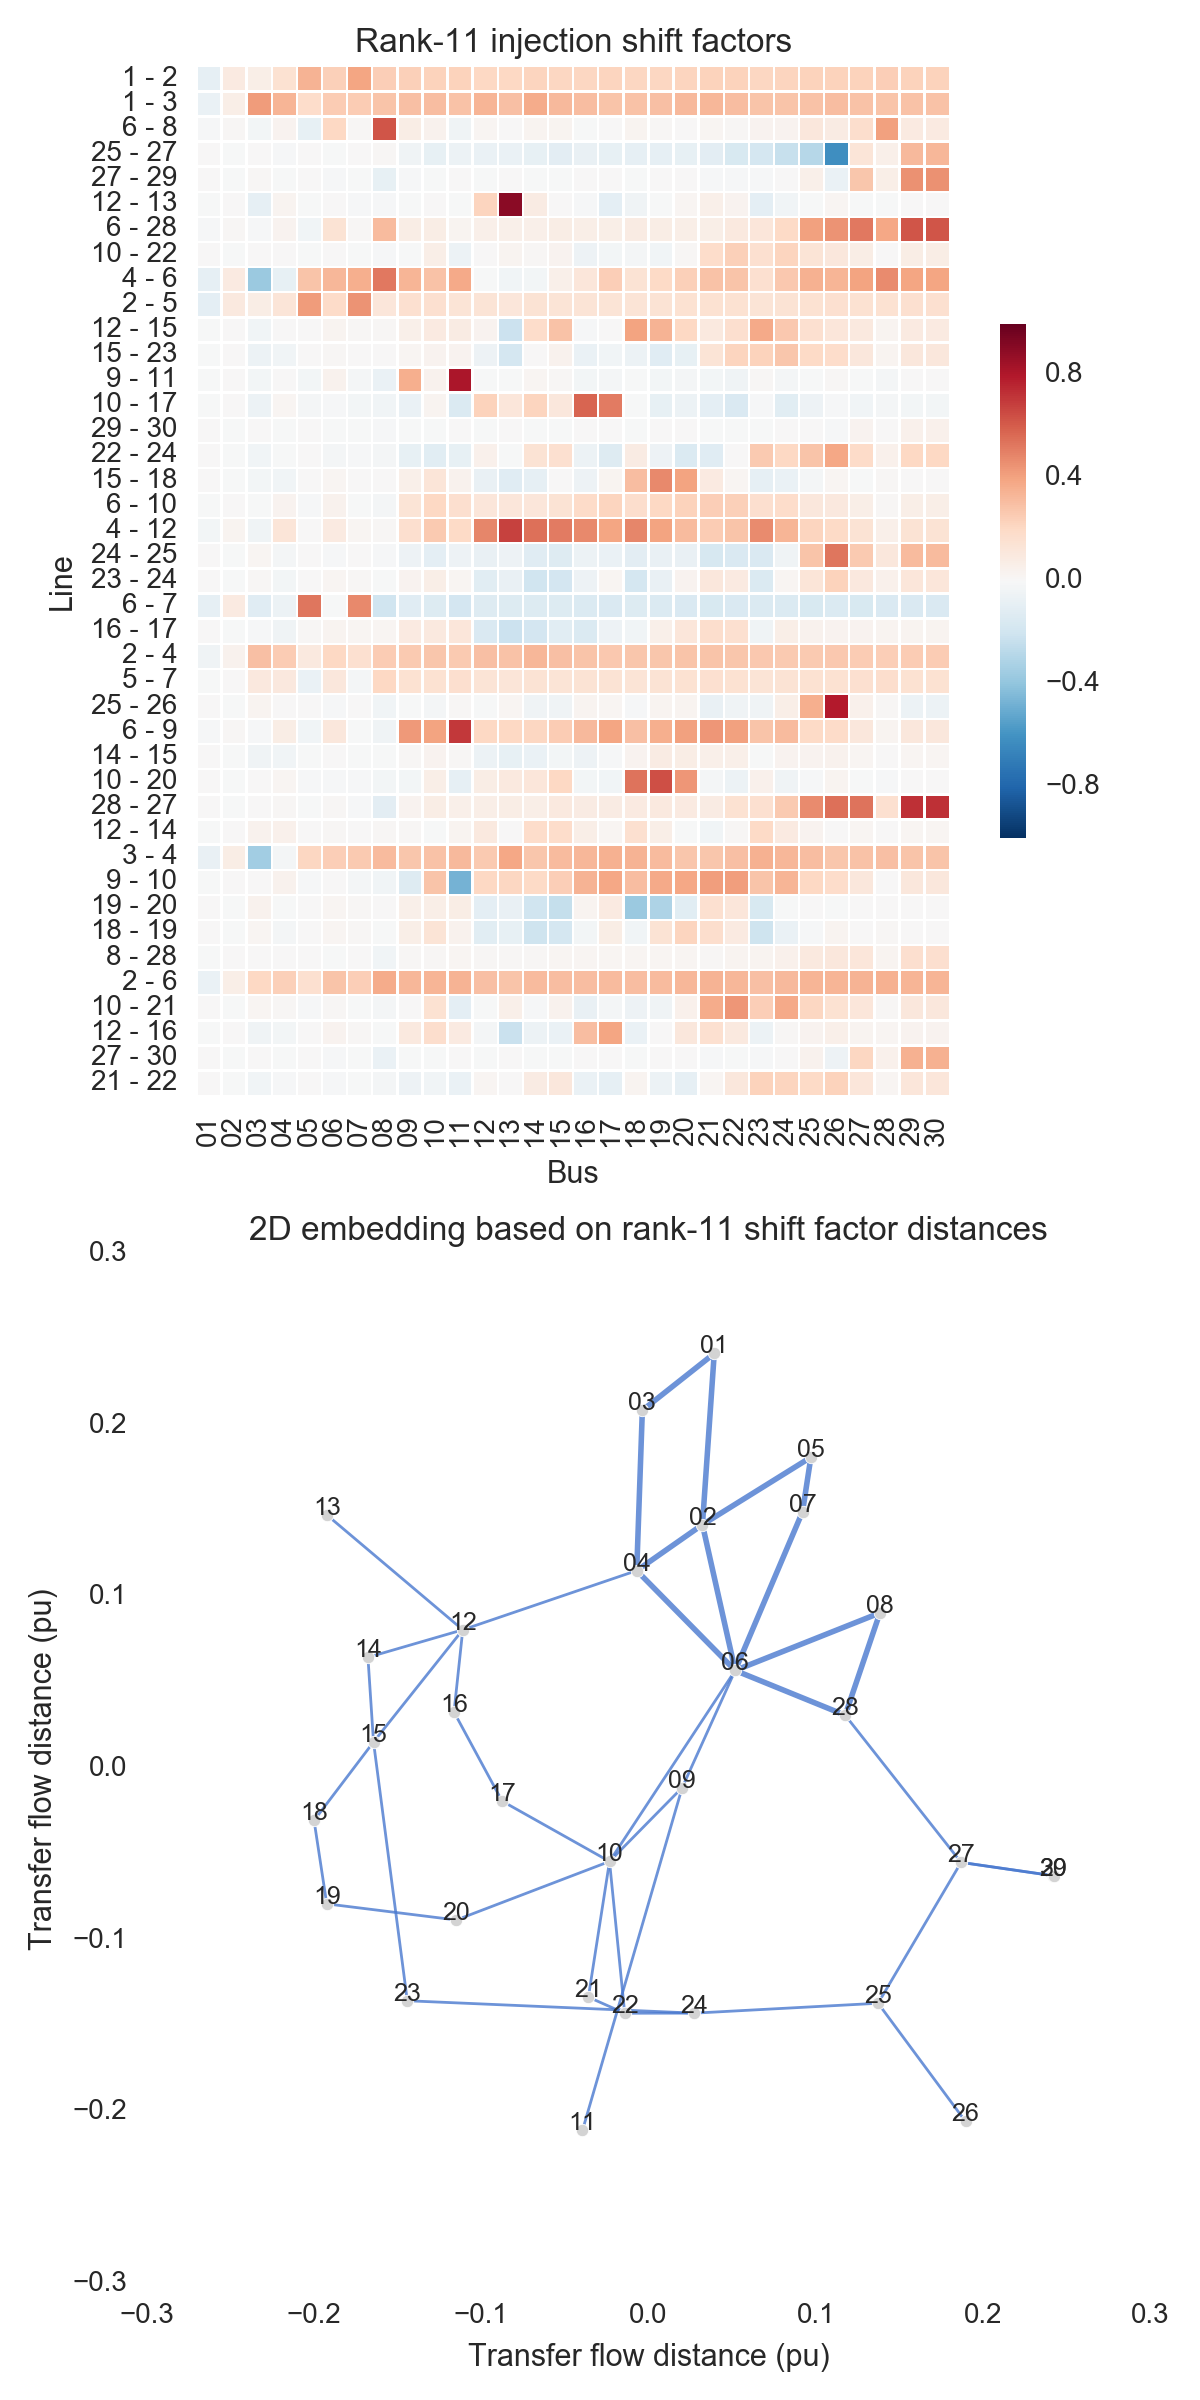 Rank-11 injection shift factors
Line
1 - 2
1 - 3
6 - 8
25 - 27
27 - 29
12 - 13
6 - 28
10 - 22
4 - 6
2 - 5
12 - 15
15 - 23
9 - 11
10 - 17
29 - 30
22 - 24
15 - 18
6 - 10
4 - 12
24 - 25
23 - 24
6 - 7
16 - 17
2 - 4
5 - 7
25 - 26
6 - 9
14 - 15
10 - 20
28 - 27
12 - 14
3 - 4
9 - 10
19 - 20
18 - 19
8 - 28
2 - 6
10 - 21
12 - 16
27 - 30
21 - 22
01 02 03 04 05 06 07 08 09 10 11 12 13 14 15 16 17 18 19 20 21 22 23 24 25 26 27 28 29 30
Bus
0.8
0.4
0.0
−0.4
−0.8
2D embedding based on rank-11 shift factor distances
Transfer flow distance (pu)
0.3
0.2
0.1
0.0
−0.1
−0.2
−0.3
01
03
05
07
13
02
04
08
12
06
14
16
28
15
09
17
18
10
27
29
30
19
20
21
23
25
22
24
26
11
−0.3 −0.2 −0.1 0.0 0.1 0.2 0.3
Transfer flow distance (pu)